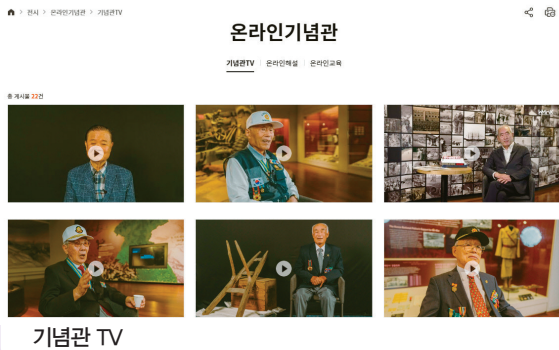 전시 > 온라인기념관 > 기념관TV
온라인기념관
기념관TV | 온라인해설 | 온라인교육
총 게시물 22건
기념관 TV